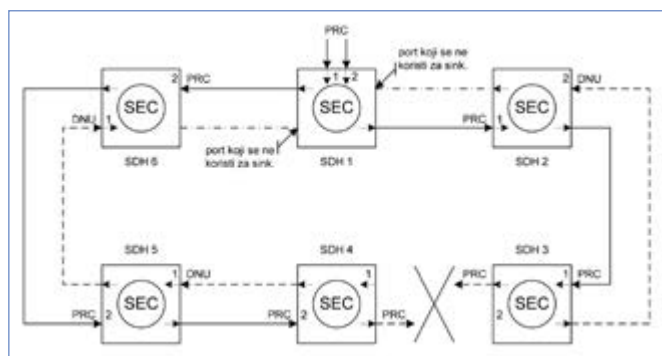 PRC
port koji se ne
koristi za sink.
2 PRC
1 2
2 DNU
SEC
SEC
SEC
DNU 1
PRC 1
SDH 6
port koji se ne
koristi za sink.
SDH 1
SDH 2
SDH 5
SDH 4
SDH 3
1 DNU
1
PRC
1 PRC
SEC
SEC
SEC
PRC 2
PRC 2
PRC
2